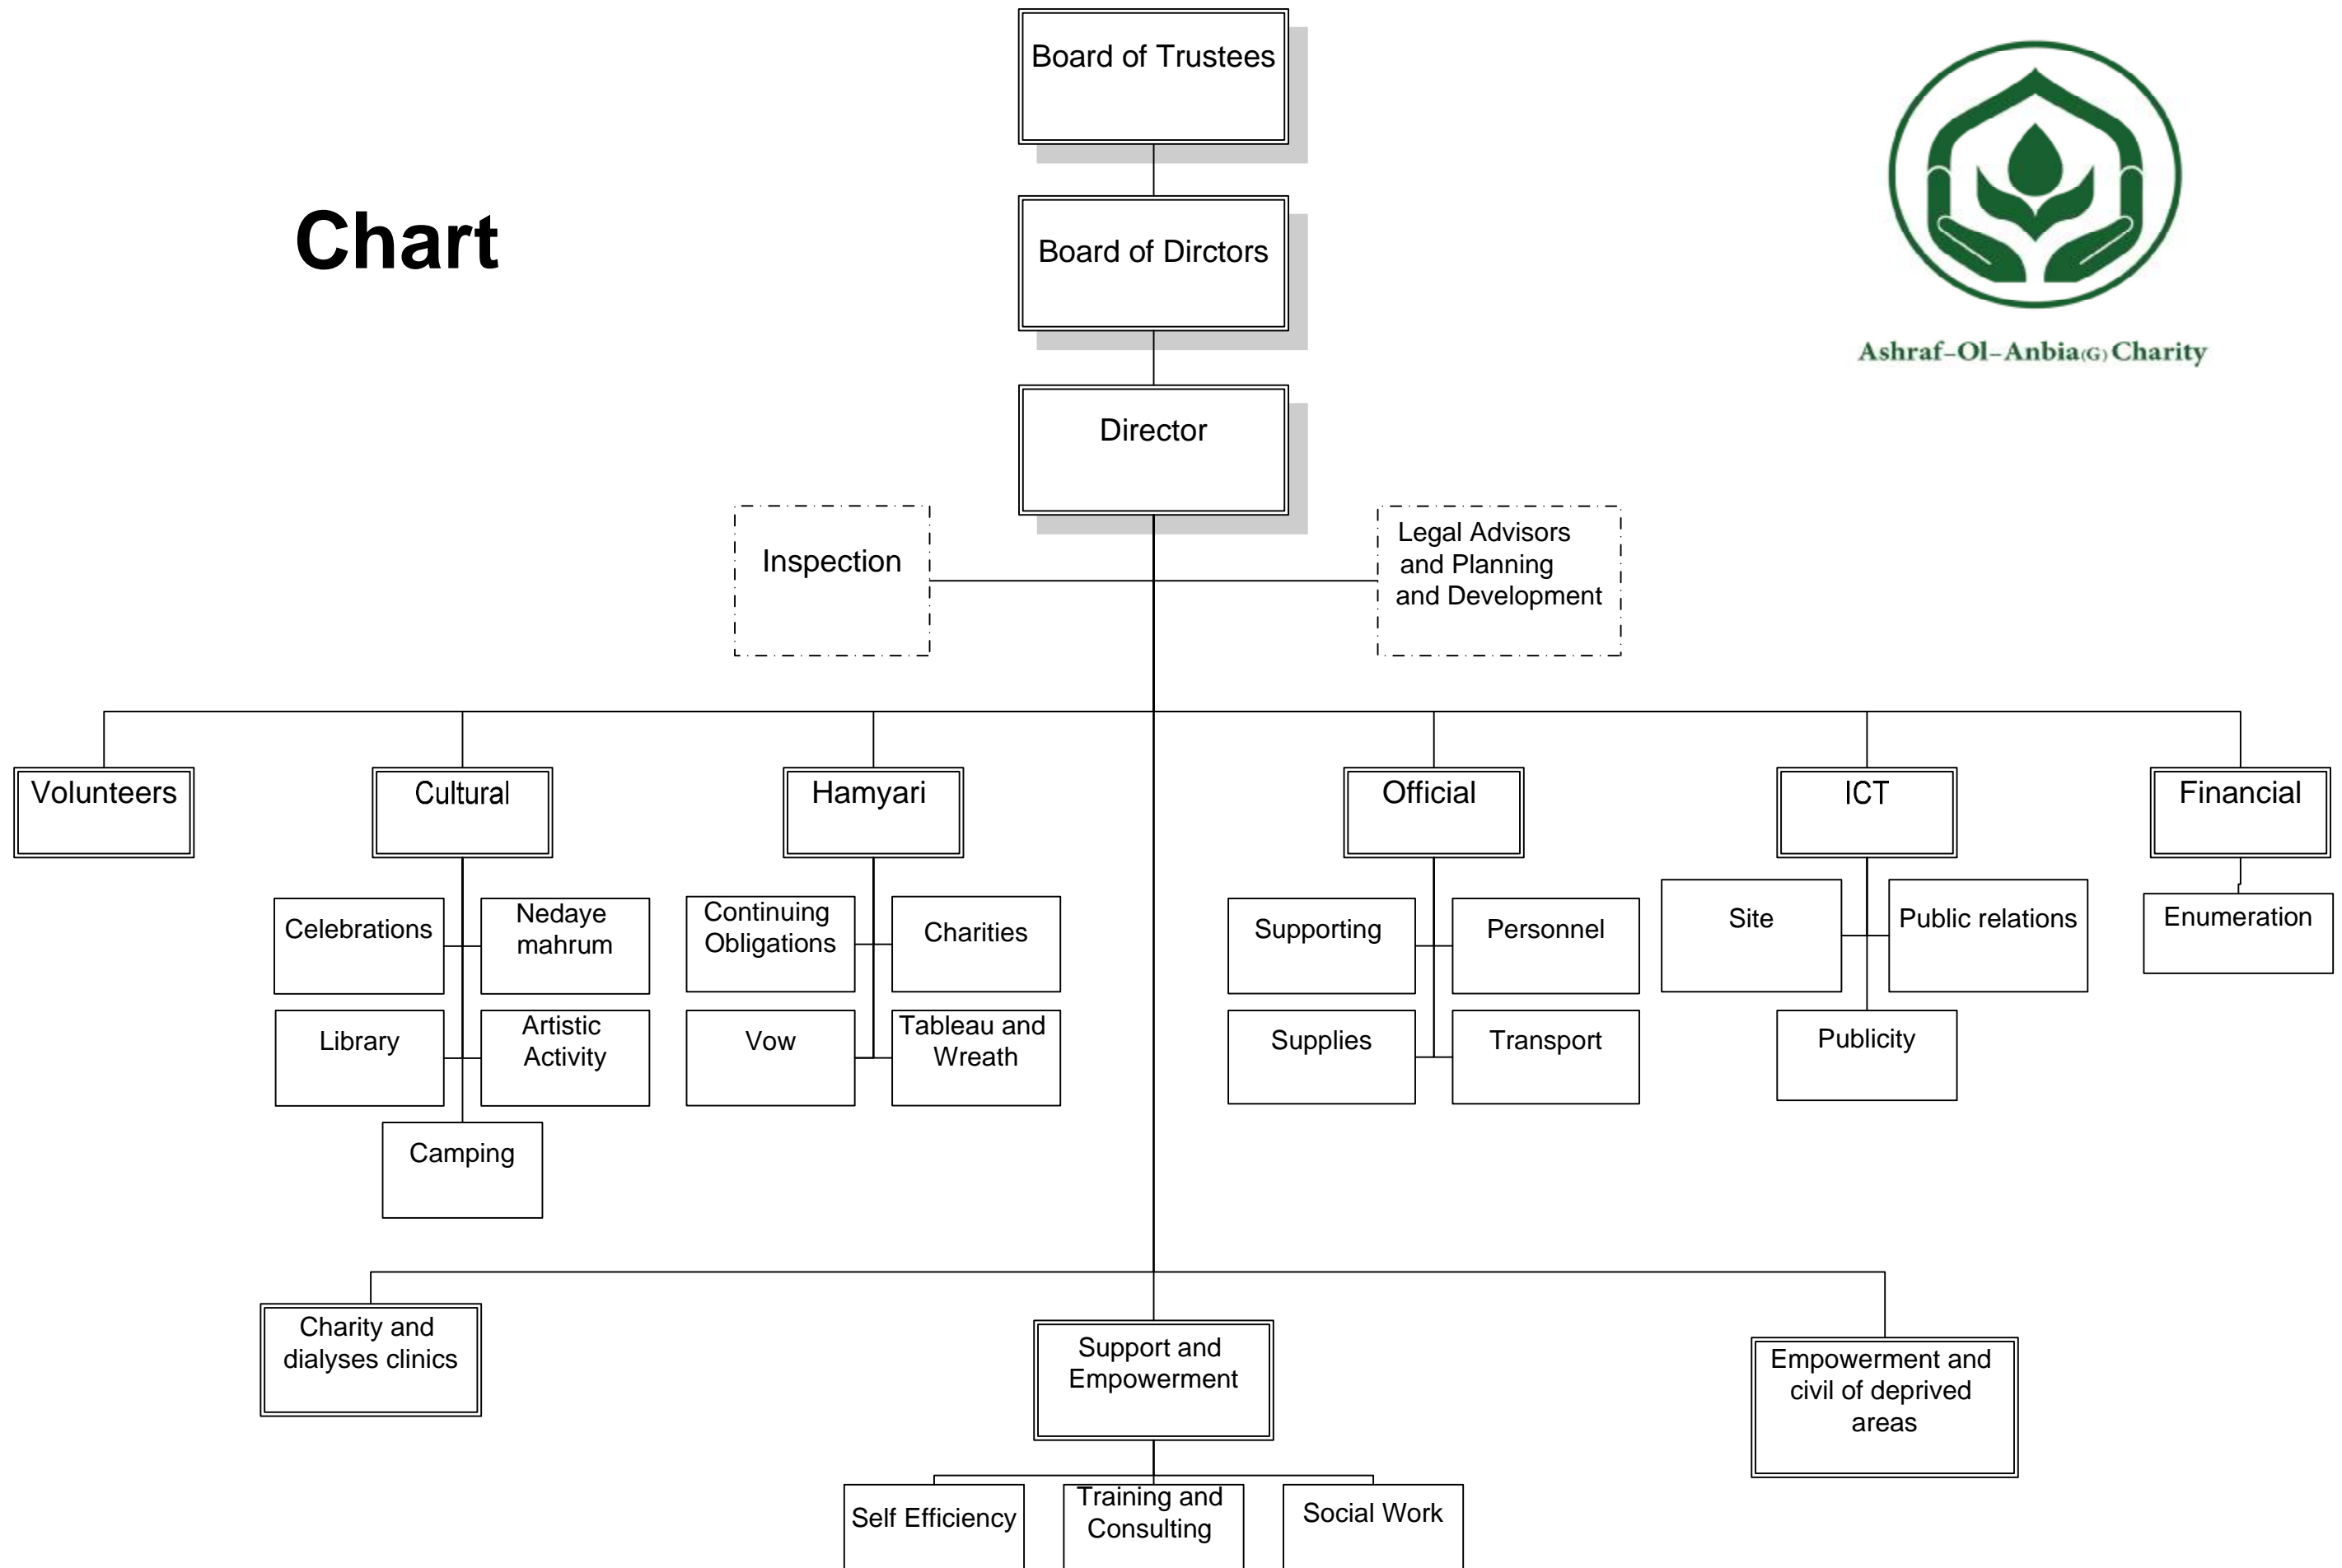 Board of Trustees
Chart
Board of Dirctors
Ashraf-Ol-Anbia(G) Charity
Director
Inspection
Legal Advisors
and Planning
and Development
Volunteers
Cultural
Hamyari
Official
ICT
Financial
Celebrations
Nedaye
mahrum
Continuing
Obligations
Charities
Supporting
Personnel
Site
Public relations
Enumeration
Library
Artistic
Activity
Vow
Tableau and
Wreath
Supplies
Transport
Publicity
Camping
Charity and
dialyses clinics
Support and
Empowerment
Empowerment and
civil of deprived
areas
Self Efficiency
Training and
Consulting
Social Work